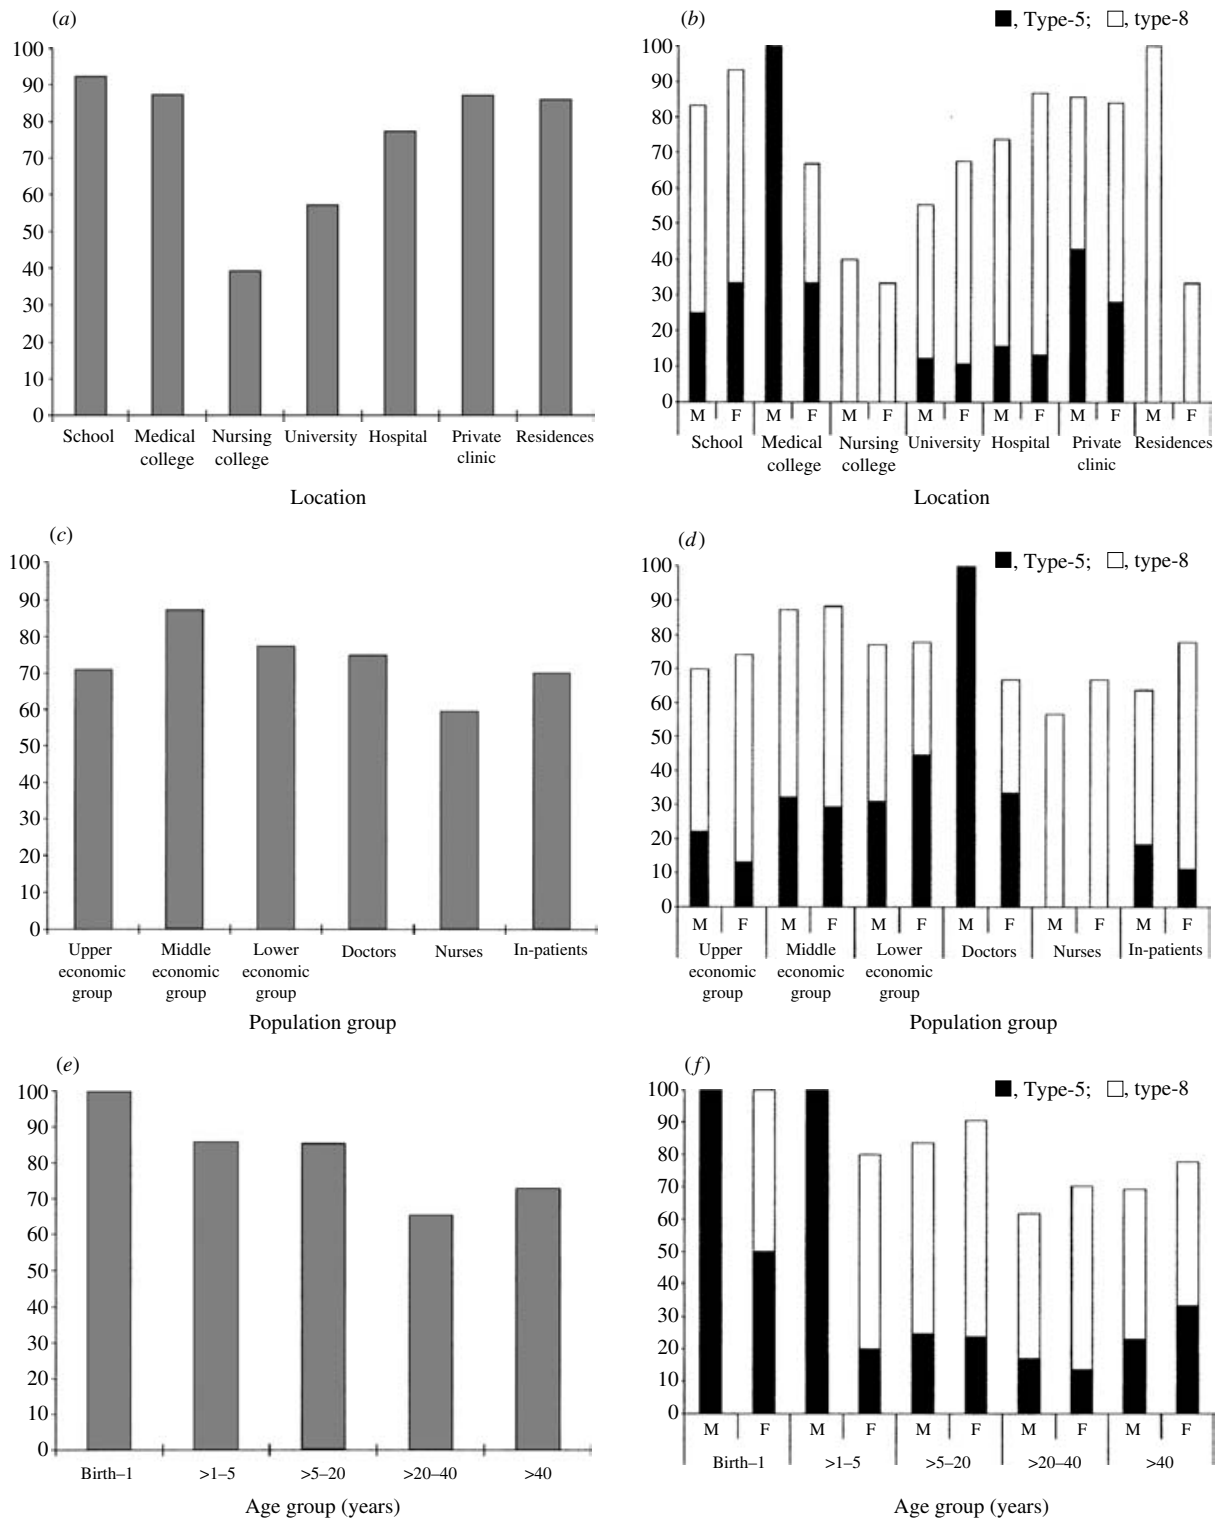 (a)
100
90
80
70
60
50
40
30
20
10
0
School Medical Nursing University Hospital Private Residences
college college clinic
Location
(b)
■, Type-5; □, type-8
100
90
80
70
60
50
40
30
20
10
0
M F M F M F M F M F M F M F
School Medical Nursing University Hospital Private Residences
college college clinic
Location
(c)
100
90
80
70
60
50
40
30
20
10
0
Upper Middle Lower Doctors Nurses In-patients
economic economic economic
group group group
Population group
(d)
■, Type-5; □, type-8
100
90
80
70
60
50
40
30
20
10
0
M F M F M F M F M F M F
Upper Middle Lower Doctors Nurses In-patients
economic economic economic
group group group
Population group
(e)
100
90
80
70
60
50
40
30
20
10
0
Birth–1 >1–5 >5–20 >20–40 >40
Age group (years)
(f)
■, Type-5; □, type-8
100
90
80
70
60
50
40
30
20
10
0
M F M F M F M F M F
Birth–1 >1–5 >5–20 >20–40 >40
Age group (years)